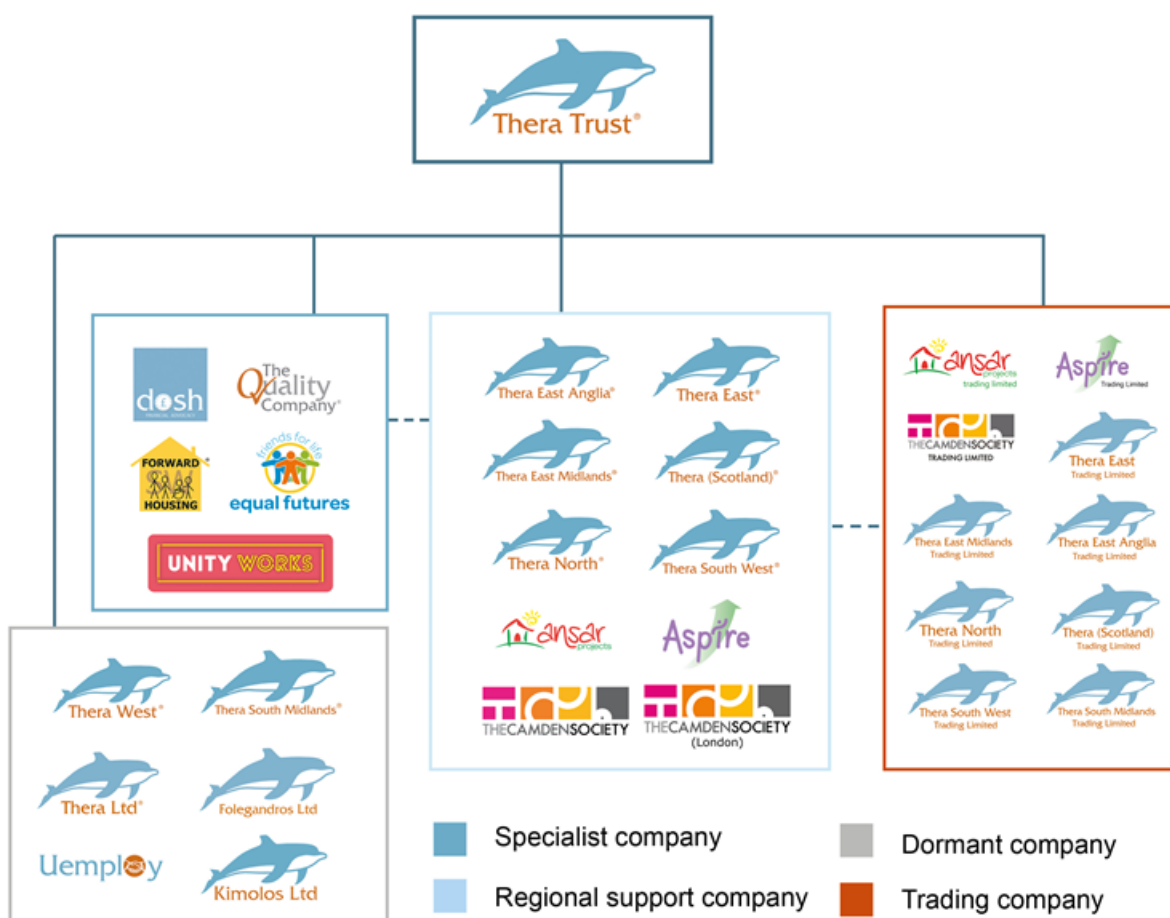 Thera Trust®
dosh
FINANCIAL ADVOCACY
The
Quality
Company®
FORWARD®
HOUSING
friends for life
equal futures
UNITY WORKS
Thera East Anglia®
Thera East®
Thera East Midlands®
Thera (Scotland)®
Thera North®
Thera South West®
ansar
projects
Aspire
THECAMDENSOCIETY
THECAMDENSOCIETY
(London)
ansar
projects
trading limited
Aspire
Trading Limited
THECAMDENSOCIETY
TRADING LIMITED
Thera East
Trading Limited
Thera East Midlands
Trading Limited
Thera East Anglia
Trading Limited
Thera North
Trading Limited
Thera (Scotland)
Trading Limited
Thera South West
Trading Limited
Thera South Midlands
Trading Limited
Thera West®
Thera South Midlands®
Thera Ltd®
Folegandros Ltd
Uemploy
Kimolos Ltd
Specialist company
Dormant company
Regional support company
Trading company